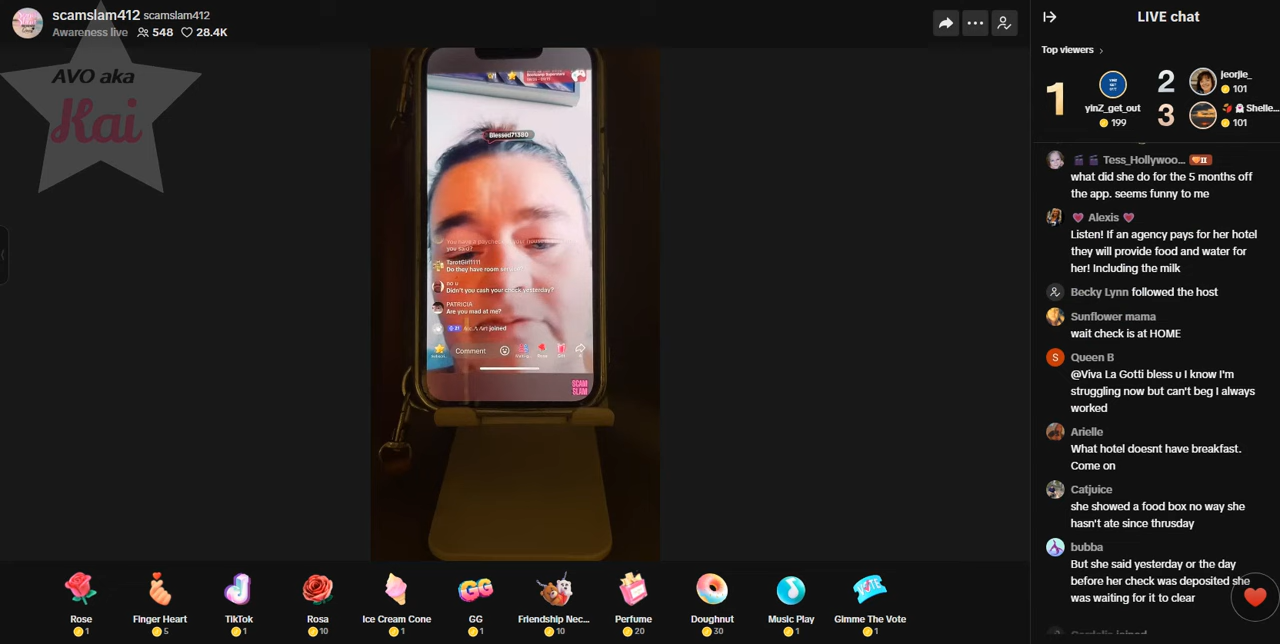 scamslam412 scamslam412
Awareness live 548 28.4K
AVO aka
Kai
Blessed71380
you said?
TarotGirl1111
Do they have room
no u
Didn't you cash your check yesterday?
PATRICIA
Are you mad at me?
21 joined
Comment
SCAM
SLAM
Rose
1
Finger Heart
5
TikTok
1
Rosa
10
Ice Cream Cone
1
GG
1
Friendship Nec...
10
Perfume
20
Doughnut
30
Music Play
1
Gimme The Vote
1
LIVE chat
Top viewers
1
yinZ_get_out
199
2
jeorjie_
101
3
Shelle...
101
Tess_Hollywoo... II
what did she do for the 5 months off
the app. seems funny to me
Alexis
Listen! If an agency pays for her hotel
they will provide food and water for
her! Including the milk
Becky Lynn followed the host
Sunflower mama
wait check is at HOME
S Queen B
@Viva La Gotti bless u I know I'm
struggling now but can't beg I always
worked
Arielle
What hotel doesnt have breakfast.
Come on
Catjuice
she showed a food box no way she
hasn't ate since thrusday
bubba
But she said yesterday or the day
before her check was deposited she
was waiting for it to clear